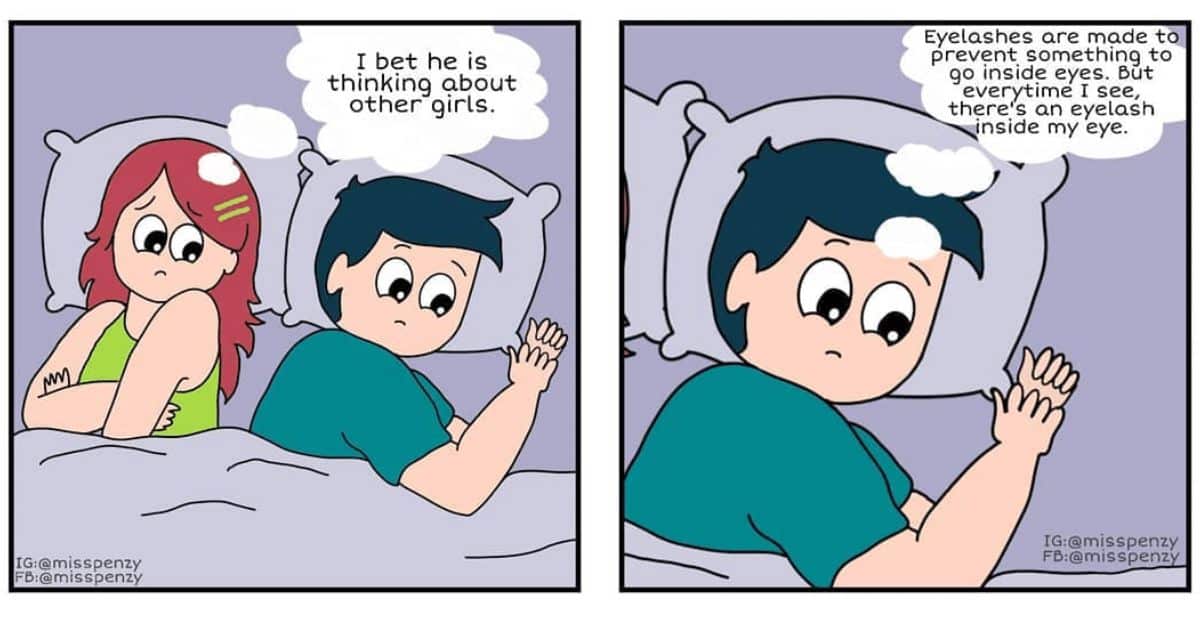 I bet he is
thinking about
other girls.
IG:@misspenzy
FB:@misspenzy
Eyelashes are made to
prevent something to
go inside eyes. But
everytime I see,
there's an eyelash
inside my eye.
IG:@misspenzy
FB:@misspenzy